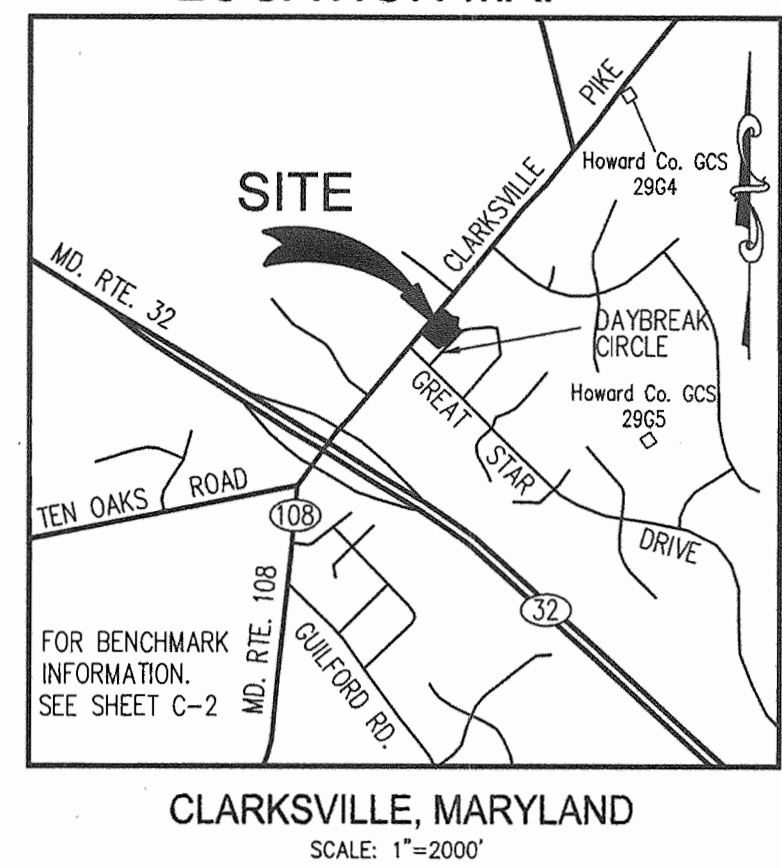 PIKE
Howard Co. GCS
29G4
SITE
CLARKSVILLE
MD. RTE. 32
DAYBREAK
CIRCLE
GREAT STAR DRIVE
Howard Co. GCS
29G5
TEN OAKS ROAD
108
32
MD. RTE. 108
GUILFORD RD.
FOR BENCHMARK
INFORMATION.
SEE SHEET C-2
CLARKSVILLE, MARYLAND
SCALE: 1"=2000'